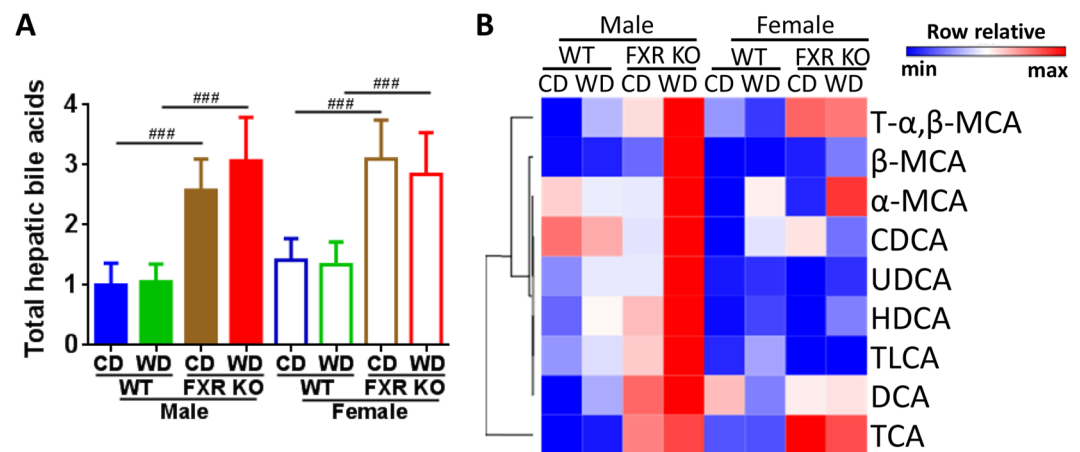 A
Total hepatic bile acids
4
3
2
1
0
###
###
###
###
CD WD CD WD CD WD CD WD
WT FXR KO WT FXR KO
Male Female
B
Male Female
WT FXR KO WT FXR KO
CD WD CD WD CD WD CD WD
Row relative
min max
T-α,β-MCA
β-MCA
α-MCA
CDCA
UDCA
HDCA
TLCA
DCA
TCA